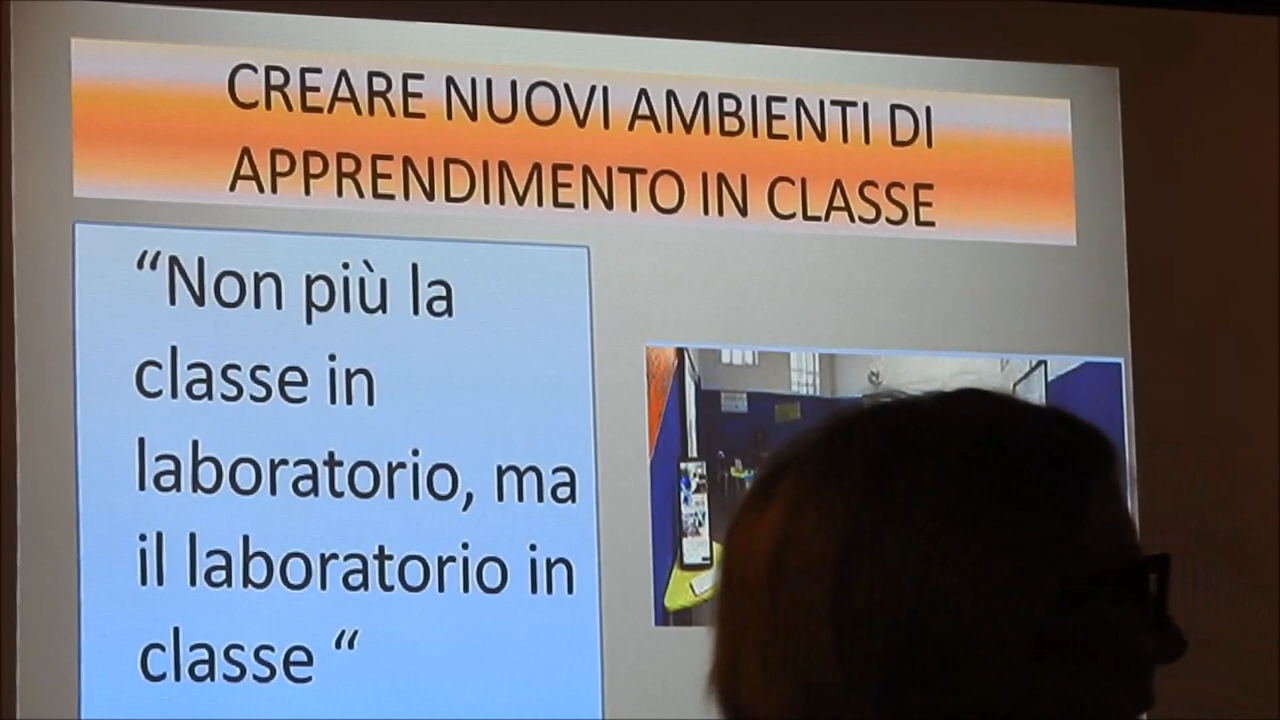 CREARE NUOVI AMBIENTI DI
APPRENDIMENTO IN CLASSE
“Non più la
classe in
laboratorio, ma
il laboratorio in
classe “